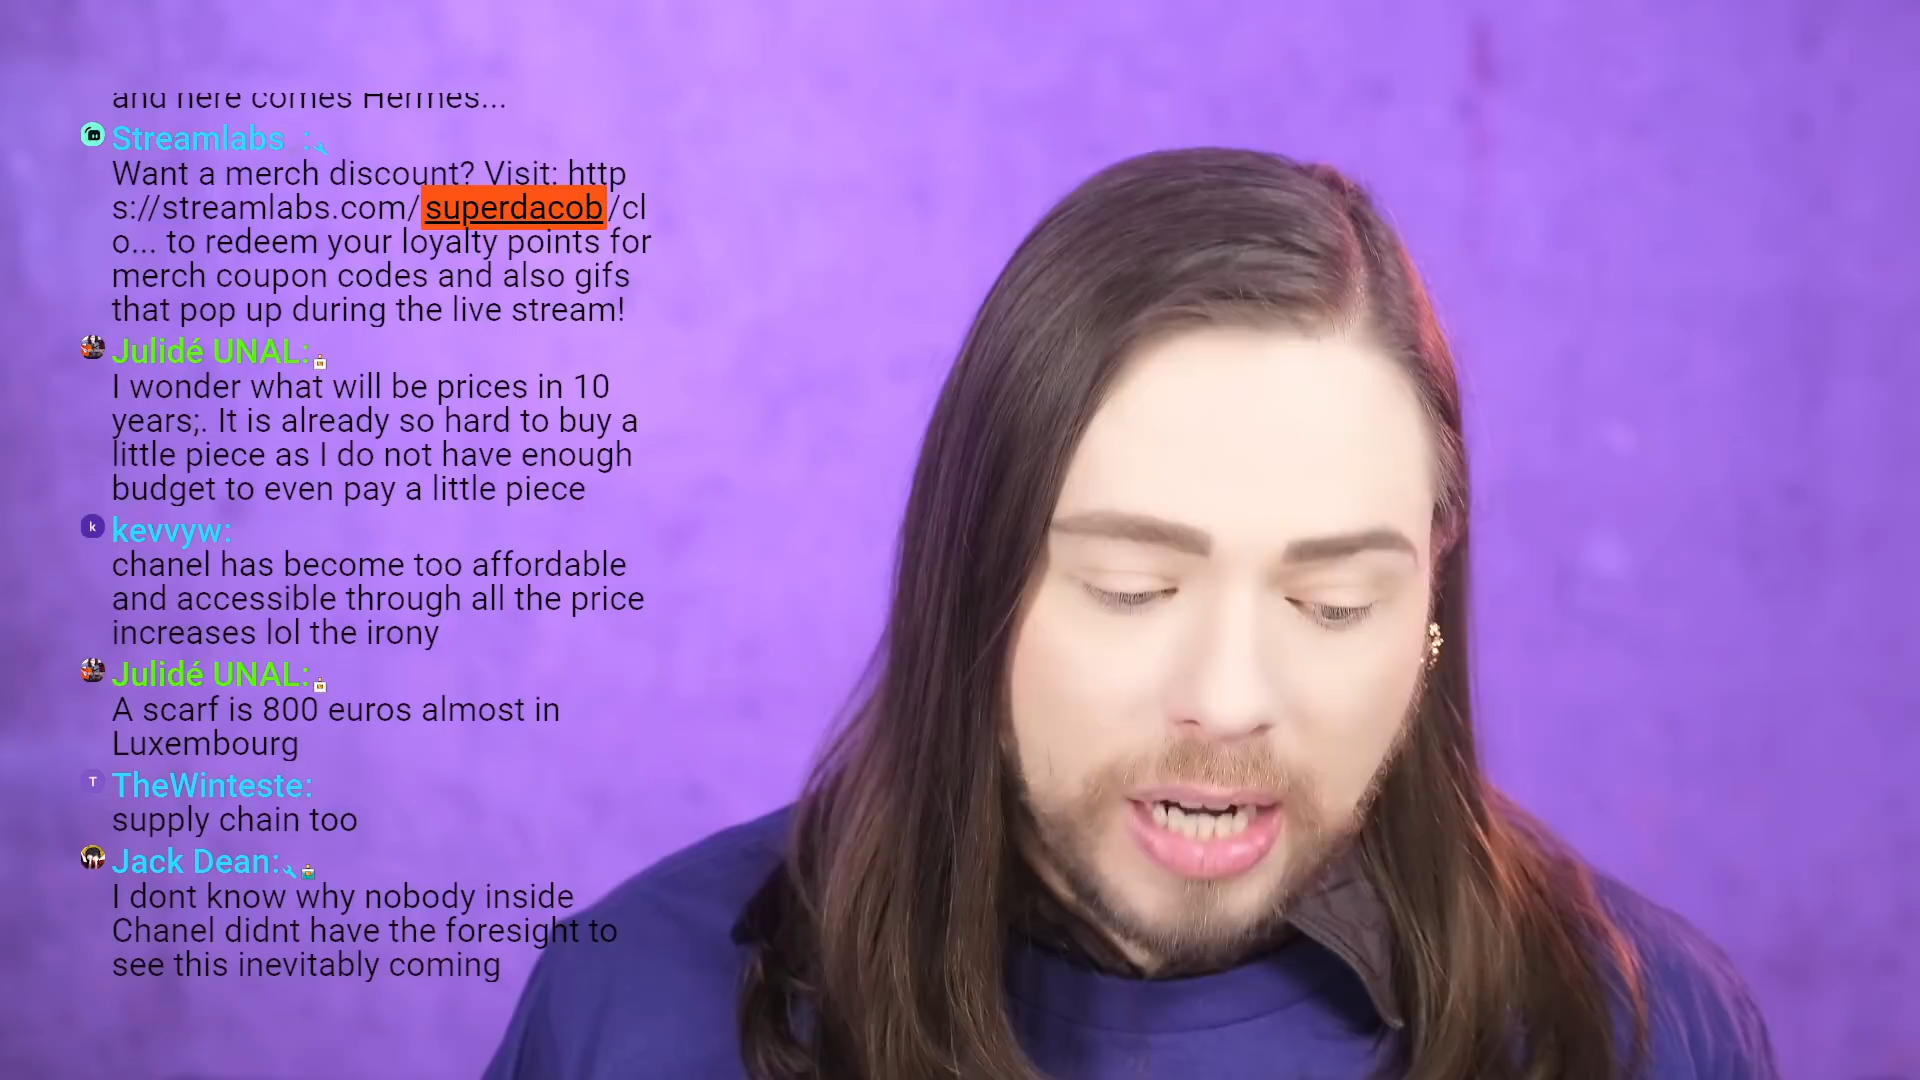 and here comes Hermes...
Streamlabs :
Want a merch discount? Visit: http
s://streamlabs.com/superdacob/cl
o... to redeem your loyalty points for
merch coupon codes and also gifs
that pop up during the live stream!
Julidé UNAL:
I wonder what will be prices in 10
years;. It is already so hard to buy a
little piece as I do not have enough
budget to even pay a little piece
k kevvyw:
chanel has become too affordable
and accessible through all the price
increases lol the irony
Julidé UNAL:
A scarf is 800 euros almost in
Luxembourg
T TheWinteste:
supply chain too
Jack Dean:
I dont know why nobody inside
Chanel didnt have the foresight to
see this inevitably coming